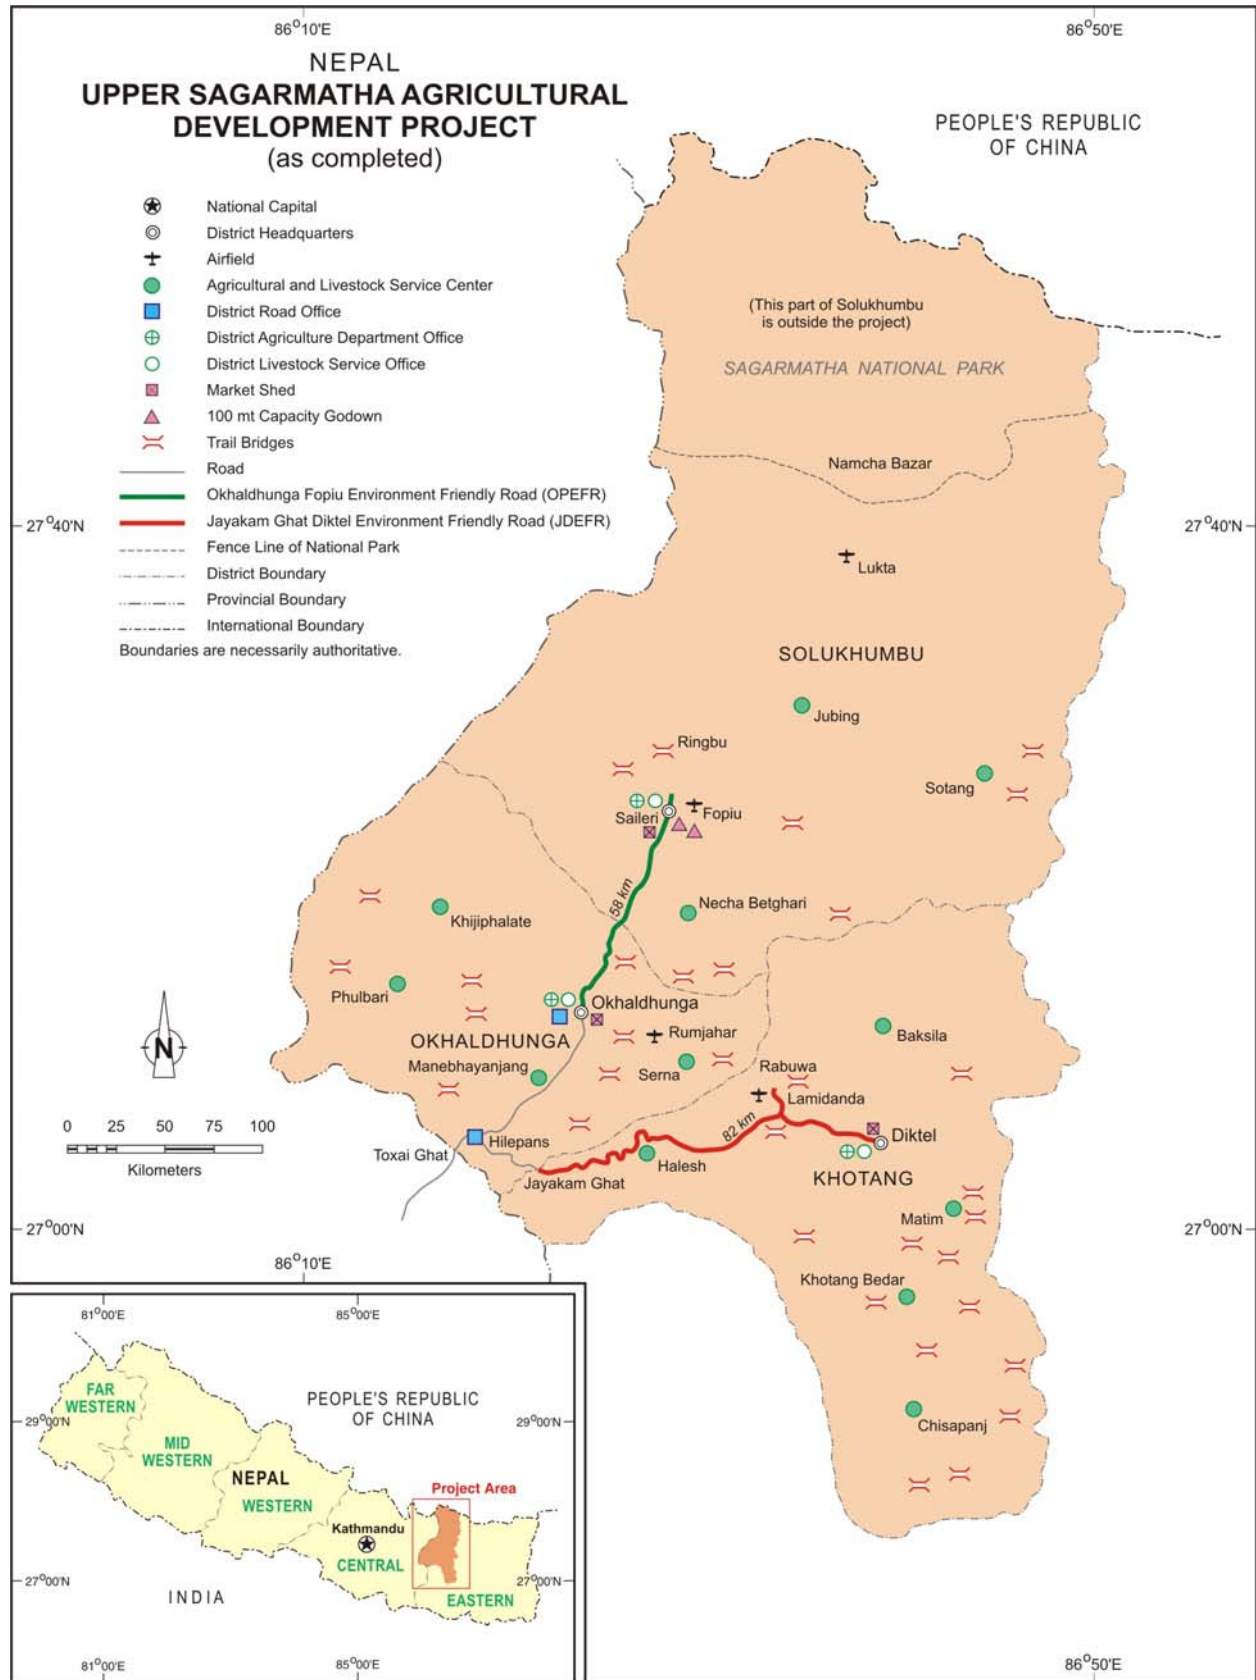 86°10'E
86°50'E
NEPAL
UPPER SAGARMATHA AGRICULTURAL
DEVELOPMENT PROJECT
(as completed)
National Capital
District Headquarters
Airfield
Agricultural and Livestock Service Center
District Road Office
District Agriculture Department Office
District Livestock Service Office
Market Shed
100 mt Capacity Godown
Trail Bridges
Road
Okhaldhunga Fopiu Environment Friendly Road (OPEFR)
Jayakam Ghat Diktel Environment Friendly Road (JDEFR)
Fence Line of National Park
District Boundary
Provincial Boundary
International Boundary
Boundaries are necessarily authoritative.
PEOPLE'S REPUBLIC
OF CHINA
(This part of Solukhumbu
is outside the project)
SAGARMATHA NATIONAL PARK
Namcha Bazar
27°40'N
27°40'N
Lukta
SOLUKHUMBU
Jubing
Ringbu
Sotang
Saileri
Fopiu
58 km
Necha Betghari
Khijiphalate
Phulbari
Okhaldhunga
OKHALDHUNGA
Rumjahar
Baksila
Manebhayanjang
Serna
Rabuwa
Lamidanda
N
0 25 50 75 100
Kilometers
82 km
Diktel
Hilepans
Toxai Ghat
Halesh
Jayakam Ghat
KHOTANG
Matim
27°00'N
27°00'N
86°10'E
Khotang Bedar
Chisapanj
86°50'E
81°00'E
85°00'E
PEOPLE'S REPUBLIC
OF CHINA
FAR
WESTERN
29°00'N
29°00'N
MID
WESTERN
NEPAL
WESTERN
Project Area
Kathmandu
CENTRAL
27°00'N
27°00'N
INDIA
EASTERN
81°00'E
85°00'E